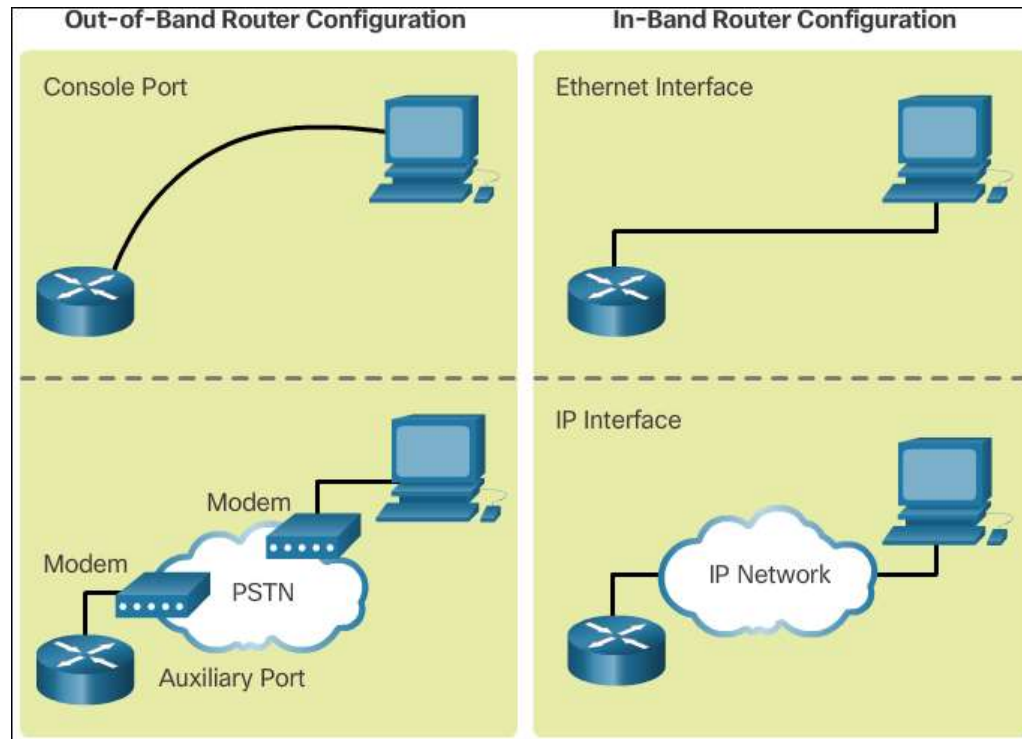 Out-of-Band Router Configuration
In-Band Router Configuration
Console Port
Ethernet Interface
Modem
Modem
PSTN
Auxiliary Port
IP Interface
IP Network